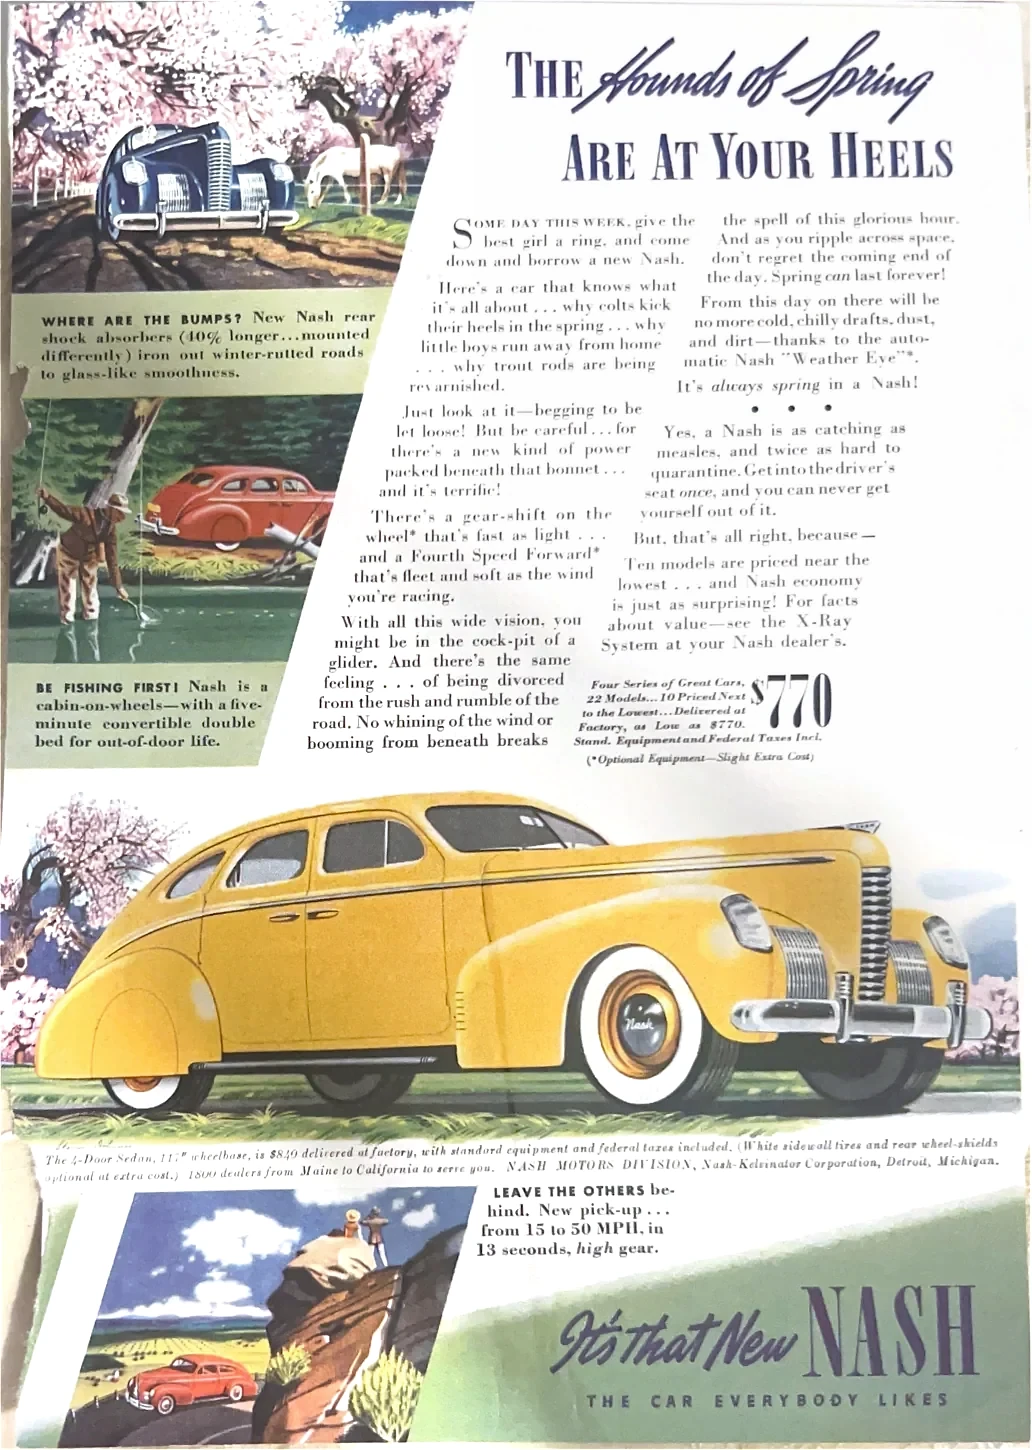 THE Hounds of Spring
ARE AT YOUR HEELS
SOME DAY THIS WEEK, give the
best girl a ring, and come
down and borrow a new Nash.
Here's a car that knows what
it's all about . . . why colts kick
their heels in the spring . . . why
little boys run away from home
. . . why trout rods are being
revarnished.
Just look at it—begging to be
let loose! But be careful . . . for
there's a new kind of power
packed beneath that bonnet . . .
and it's terrific!
There's a gear-shift on the
wheel* that's fast as light . . .
and a Fourth Speed Forward*
that's fleet and soft as the wind
you're racing.
With all this wide vision, you
might be in the cock-pit of a
glider. And there's the same
feeling . . . of being divorced
from the rush and rumble of the
road. No whining of the wind or
booming from beneath breaks
the spell of this glorious hour.
And as you ripple across space,
don't regret the coming end of
the day. Spring can last forever!
From this day on there will be
no more cold, chilly drafts, dust,
and dirt—thanks to the auto-
matic Nash "Weather Eye"*.
It's always spring in a Nash!
• • •
Yes, a Nash is as catching as
measles, and twice as hard to
quarantine. Get into the driver's
seat once, and you can never get
yourself out of it.
But, that's all right, because—
Ten models are priced near the
lowest . . . and Nash economy
is just as surprising! For facts
about value—see the X-Ray
System at your Nash dealer's.
Four Series of Great Cars,
22 Models...10 Priced Next
to the Lowest...Delivered at
Factory, as Low as $770.
Stand. Equipment and Federal Taxes Incl.
$770
(*Optional Equipment—Slight Extra Cost)
WHERE ARE THE BUMPS? New Nash rear
shock absorbers (40% longer...mounted
differently) iron out winter-rutted roads
to glass-like smoothness.
BE FISHING FIRST! Nash is a
cabin-on-wheels—with a five-
minute convertible double
bed for out-of-door life.
Nash
The 4-Door Sedan, 117" wheelbase, is $840 delivered at factory, with standard equipment and federal taxes included. (White sidewall tires and rear wheel-shields
optional at extra cost.) 1800 dealers from Maine to California to serve you. NASH MOTORS DIVISION, Nash-Kelvinator Corporation, Detroit, Michigan.
LEAVE THE OTHERS be-
hind. New pick-up . . .
from 15 to 50 MPH, in
13 seconds, high gear.
It's that New NASH
THE CAR EVERYBODY LIKES